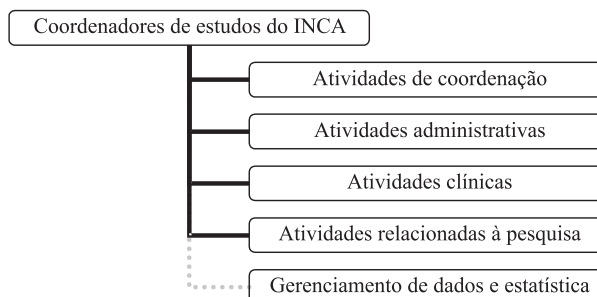 Coordenadores de estudos do INCA
Atividades de coordenação
Atividades administrativas
Atividades clínicas
Atividades relacionadas à pesquisa
Gerenciamento de dados e estatística